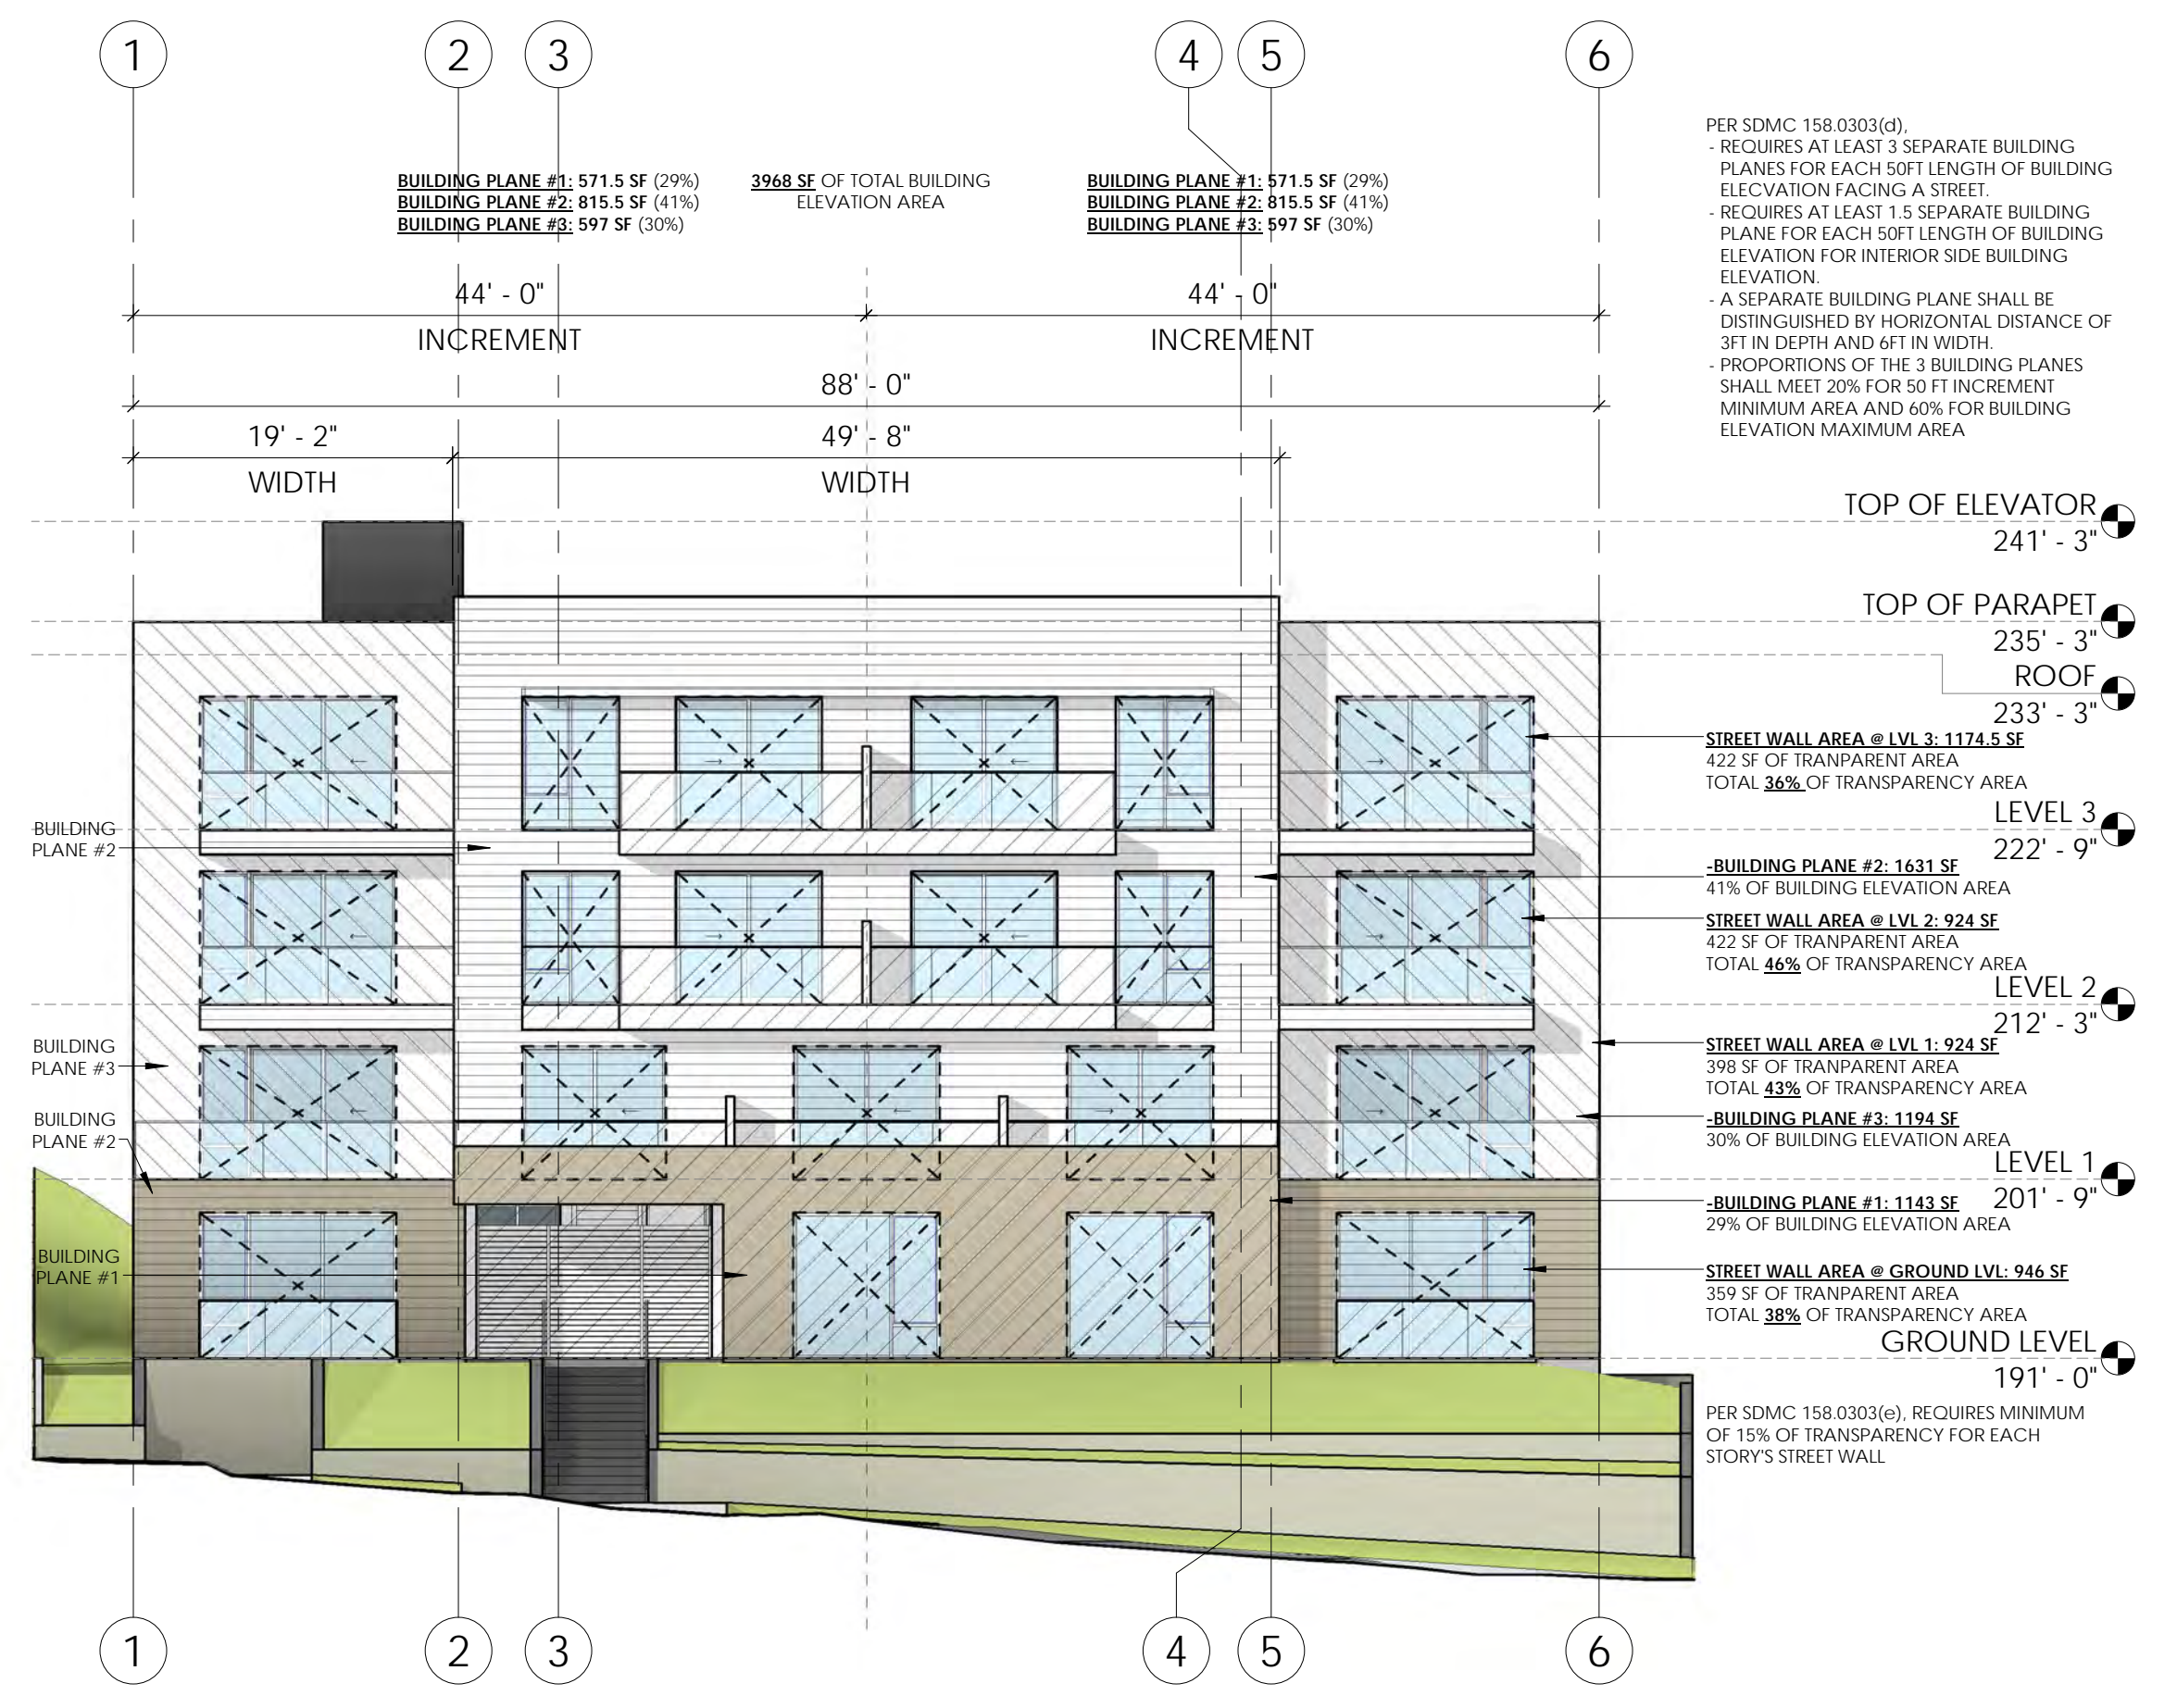 1
2
3
4
5
6
BUILDING PLANE #1: 571.5 SF (29%)
BUILDING PLANE #2: 815.5 SF (41%)
BUILDING PLANE #3: 597 SF (30%)
3968 SF OF TOTAL BUILDING
ELEVATION AREA
BUILDING PLANE #1: 571.5 SF (29%)
BUILDING PLANE #2: 815.5 SF (41%)
BUILDING PLANE #3: 597 SF (30%)
PER SDMC 158.0303(d),
- REQUIRES AT LEAST 3 SEPARATE BUILDING
PLANES FOR EACH 50FT LENGTH OF BUILDING
ELECVATION FACING A STREET.
- REQUIRES AT LEAST 1.5 SEPARATE BUILDING
PLANE FOR EACH 50FT LENGTH OF BUILDING
ELEVATION FOR INTERIOR SIDE BUILDING
ELEVATION.
- A SEPARATE BUILDING PLANE SHALL BE
DISTINGUISHED BY HORIZONTAL DISTANCE OF
3FT IN DEPTH AND 6FT IN WIDTH.
- PROPORTIONS OF THE 3 BUILDING PLANES
SHALL MEET 20% FOR 50 FT INCREMENT
MINIMUM AREA AND 60% FOR BUILDING
ELEVATION MAXIMUM AREA
44' - 0"
INCREMENT
44' - 0"
INCREMENT
88' - 0"
19' - 2"
WIDTH
49' - 8"
WIDTH
TOP OF ELEVATOR
241' - 3"
TOP OF PARAPET
235' - 3"
ROOF
233' - 3"
STREET WALL AREA @ LVL 3: 1174.5 SF
422 SF OF TRANPARENT AREA
TOTAL 36% OF TRANSPARENCY AREA
LEVEL 3
222' - 9"
BUILDING
PLANE #2
-BUILDING PLANE #2: 1631 SF
41% OF BUILDING ELEVATION AREA
STREET WALL AREA @ LVL 2: 924 SF
422 SF OF TRANPARENT AREA
TOTAL 46% OF TRANSPARENCY AREA
LEVEL 2
212' - 3"
BUILDING
PLANE #3
STREET WALL AREA @ LVL 1: 924 SF
398 SF OF TRANPARENT AREA
TOTAL 43% OF TRANSPARENCY AREA
BUILDING
PLANE #2
-BUILDING PLANE #3: 1194 SF
30% OF BUILDING ELEVATION AREA
LEVEL 1
201' - 9"
-BUILDING PLANE #1: 1143 SF
29% OF BUILDING ELEVATION AREA
BUILDING
PLANE #1
STREET WALL AREA @ GROUND LVL: 946 SF
359 SF OF TRANPARENT AREA
TOTAL 38% OF TRANSPARENCY AREA
GROUND LEVEL
191' - 0"
PER SDMC 158.0303(e), REQUIRES MINIMUM
OF 15% OF TRANSPARENCY FOR EACH
STORY'S STREET WALL
1
2
3
4
5
6